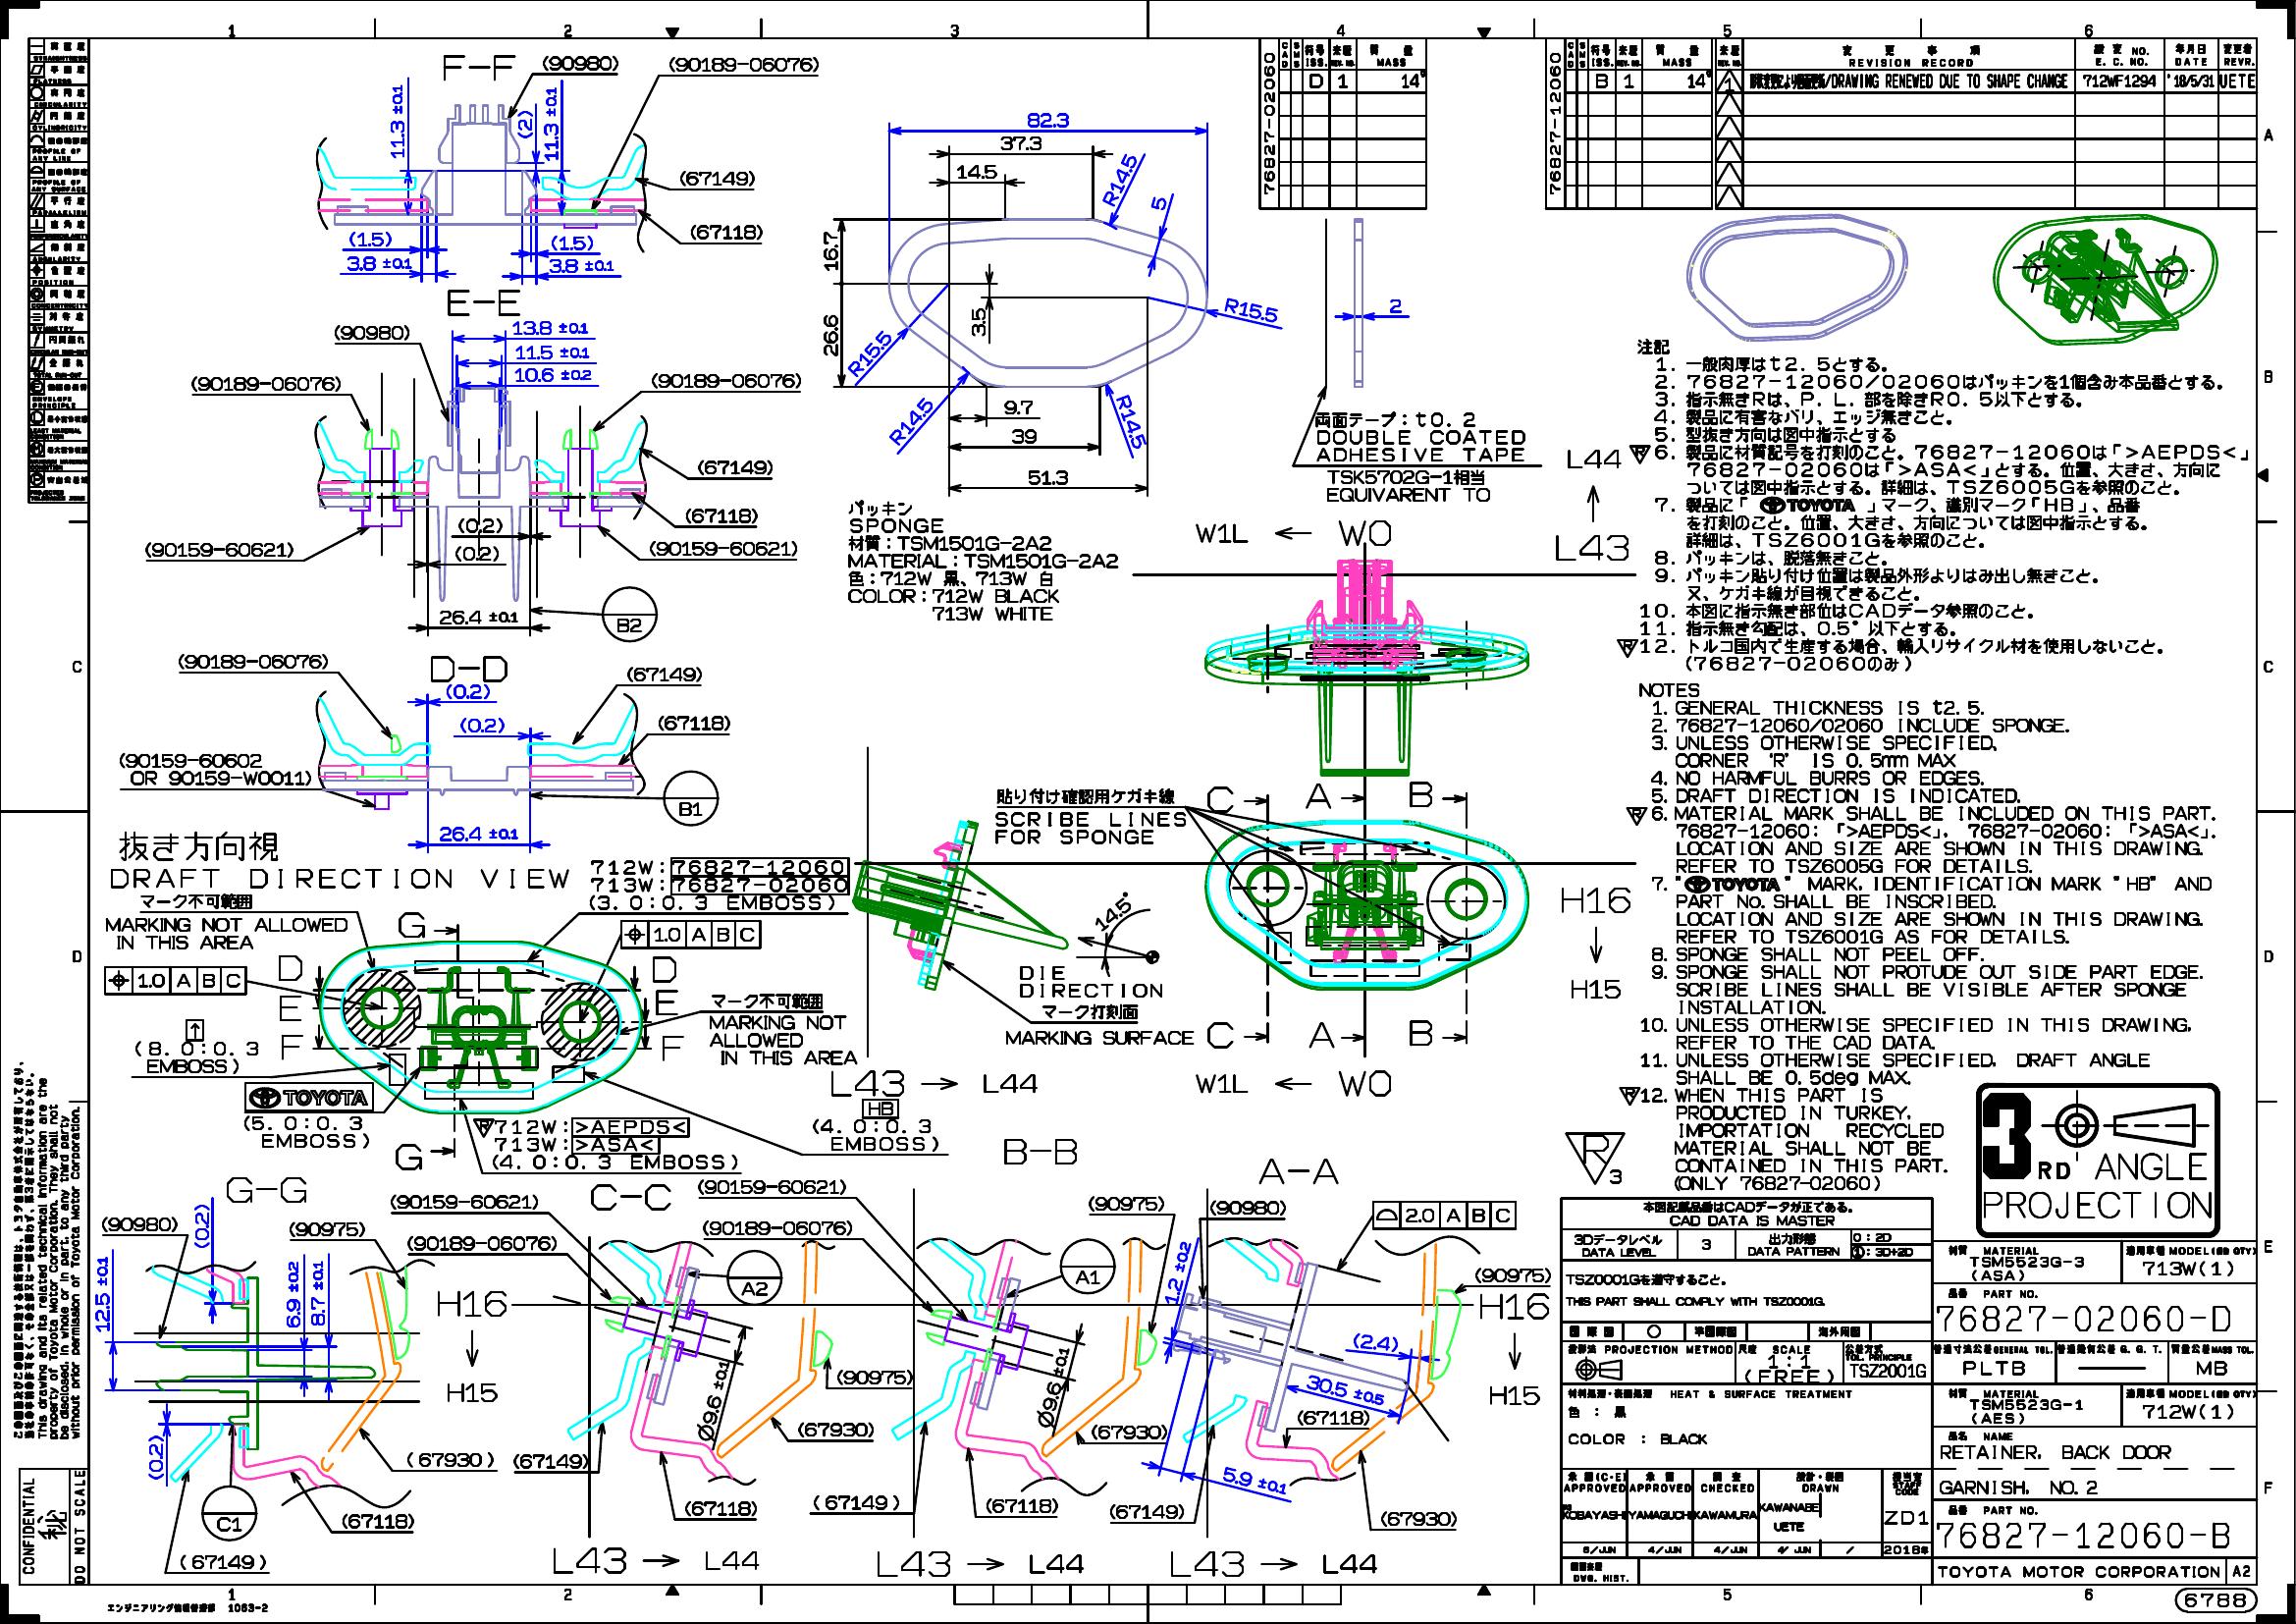 1 2 3 4 5 6
F-F
(90980)
(90189-06076)
11.3 ±0.1
(2)
11.3 ±0.1
(67149)
(67118)
(1.5)
3.8 ±0.1
(1.5)
3.8 ±0.1
E-E
(90980)
13.8 ±0.1
11.5 ±0.1
10.6 ±0.2
(90189-06076)
(90189-06076)
(67149)
(67118)
(90159-60621)
(0.2)
(0.2)
(90159-60621)
26.4 ±0.1
B2
D-D
(90189-06076)
(0.2)
(67149)
(0.2)
(67118)
(90159-60602
OR 90159-W0011)
B1
26.4 ±0.1
82.3
37.3
14.5
R14.5
5
16.7
26.6
3.5
R15.5
R15.5
R14.5
R14.5
9.7
39
51.3
2
両面テープ：t0.2
DOUBLE COATED
ADHESIVE TAPE
TSK5702G-1相当
EQUIVARENT TO
パッキン
SPONGE
材質：TSM1501G-2A2
MATERIAL：TSM1501G-2A2
色：712W 黒、713W 白
COLOR：712W BLACK
713W WHITE
76827-02060
符号 ISS.
質量 MASS
D 1 14
76827-12060
符号 ISS.
質量 MASS
変更事項
REVISION RECORD
設変 NO.
E. C. NO.
年月日
DATE
変更者
REVR.
B 1 14
/DRAWING RENEWED DUE TO SHAPE CHANGE 712WF1294 '18/5/31 UETE
注記
1. 一般肉厚はt2.5とする。
2. 76827-12060/02060はパッキンを1個含み本品番とする。
3. 指示無きRは、P.L.部を除きR0.5以下とする。
4. 製品に有害なバリ、エッジ無きこと。
5. 型抜き方向は図中指示とする
6. 製品に材質記号を打刻のこと。76827-12060は「>AEPDS<」
76827-02060は「>ASA<」とする。位置、大きさ、方向に
ついては図中指示とする。詳細は、TSZ6005Gを参照のこと。
7. 製品に「 TOYOTA 」マーク、識別マーク「HB」、品番
を打刻のこと。位置、大きさ、方向については図中指示とする。
詳細は、TSZ6001Gを参照のこと。
8. パッキンは、脱落無きこと。
9. パッキン貼り付け位置は製品外形よりはみ出し無きこと。
又、ケガキ線が目視できること。
10. 本図に指示無き部位はCADデータ参照のこと。
11. 指示無き勾配は、0.5°以下とする。
12. トルコ国内で生産する場合、輸入リサイクル材を使用しないこと。
(76827-02060のみ)
NOTES
1. GENERAL THICKNESS IS t2.5.
2. 76827-12060/02060 INCLUDE SPONGE.
3. UNLESS OTHERWISE SPECIFIED,
CORNER 'R' IS 0.5mm MAX
4. NO HARMFUL BURRS OR EDGES.
5. DRAFT DIRECTION IS INDICATED.
6. MATERIAL MARK SHALL BE INCLUDED ON THIS PART.
76827-12060：「>AEPDS<」, 76827-02060：「>ASA<」.
LOCATION AND SIZE ARE SHOWN IN THIS DRAWING.
REFER TO TSZ6005G FOR DETAILS.
7. " TOYOTA " MARK, IDENTIFICATION MARK "HB" AND
PART No. SHALL BE INSCRIBED.
LOCATION AND SIZE ARE SHOWN IN THIS DRAWING.
REFER TO TSZ6001G AS FOR DETAILS.
8. SPONGE SHALL NOT PEEL OFF.
9. SPONGE SHALL NOT PROTUDE OUT SIDE PART EDGE.
SCRIBE LINES SHALL BE VISIBLE AFTER SPONGE
INSTALLATION.
10. UNLESS OTHERWISE SPECIFIED IN THIS DRAWING,
REFER TO THE CAD DATA.
11. UNLESS OTHERWISE SPECIFIED, DRAFT ANGLE
SHALL BE 0.5deg MAX.
12. WHEN THIS PART IS
PRODUCTED IN TURKEY,
IMPORTATION RECYCLED
MATERIAL SHALL NOT BE
CONTAINED IN THIS PART.
(ONLY 76827-02060)
R 3
3RD ANGLE
PROJECTION
W1L ← W0
L44
↑
L43
貼り付け確認用ケガキ線
SCRIBE LINES
FOR SPONGE
C A B
14.5°
DIE
DIRECTION
マーク打刻面
MARKING SURFACE
C A B
H16
↓
H15
L43 → L44
W1L ← W0
抜き方向視
DRAFT DIRECTION VIEW
712W：76827-12060
713W：76827-02060
(3.0：0.3 EMBOSS)
マーク不可範囲
MARKING NOT ALLOWED
IN THIS AREA
G
1.0 A B C
1.0 A B C
D D
E E
F F
マーク不可範囲
MARKING NOT
ALLOWED
IN THIS AREA
(8.0：0.3
EMBOSS)
TOYOTA
(5.0：0.3
EMBOSS)
HB
(4.0：0.3
EMBOSS)
712W：>AEPDS<
713W：>ASA<
(4.0：0.3 EMBOSS)
G
G-G
(90980)
(0.2)
(90975)
12.5 ±0.1
6.9 ±0.2
8.7 ±0.1
H16
↓
H15
(0.2)
(67930)
C1
(67118)
(67149)
C-C
(90159-60621)
(90189-06076)
A2
Ø9.6 ±0.1
(90975)
(67930)
(67149)
(67118)
L43 → L44
B-B
(90159-60621)
(90189-06076)
A1
(90975)
Ø9.6 ±0.1
(67930)
(67149)
(67118)
L43 → L44
A-A
(90980)
2.0 A B C
1.2 ±0.2
(90975)
H16
↓
H15
(2.4)
30.5 ±0.5
(67118)
5.9 ±0.1
(67149)
(67930)
L43 → L44
本図記載品番はCADデータが正である。
CAD DATA IS MASTER
3Dデータレベル
DATA LEVEL
3
出力形態
DATA PATTERN
0：2D
1：3D+2D
TSZ0001Gを遵守すること。
THIS PART SHALL COMPLY WITH TSZ0001G.
PROJECTION METHOD
SCALE
1：1
(FREE)
TOL. PRINCIPLE
TSZ2001G
HEAT & SURFACE TREATMENT
色：黒
COLOR : BLACK
APPROVED APPROVED CHECKED DRAWN STAFF CODE
KOBAYASHI YAMAGUCHI KAWAMURA KAWANABE
UETE
ZD1
5/JUN 4/JUN 4/JUN 4/JUN / 2018
DWG. HIST.
材質 MATERIAL
TSM5523G-3
(ASA)
713W(1)
品番 PART NO.
76827-02060-D
PLTB MB
材質 MATERIAL
TSM5523G-1
(AES)
712W(1)
品名 NAME
RETAINER, BACK DOOR
GARNISH, NO.2
品番 PART NO.
76827-12060-B
TOYOTA MOTOR CORPORATION A2
6788
This drawing and its related technical information are the
property of Toyota Motor Corporation. They shall not
be disclosed, in whole or in part, to any third party
without prior permission of Toyota Motor Corporation.
CONFIDENTIAL
秘
DO NOT SCALE
1063-2
A
B
C
D
E
F